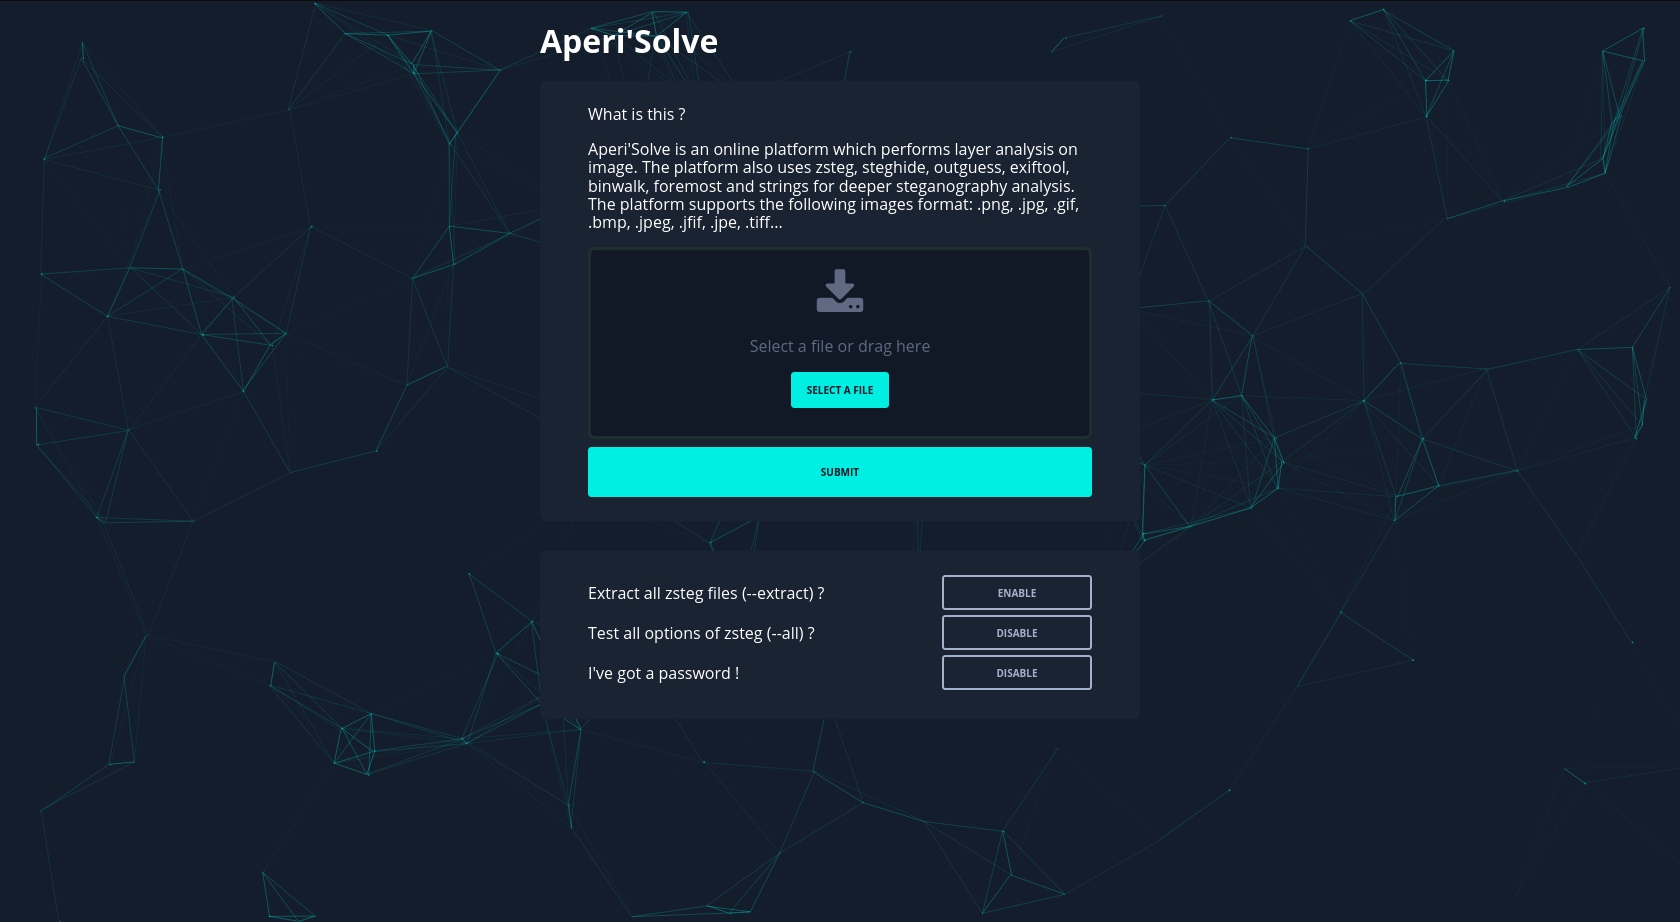 Aperi'Solve
What is this ?
Aperi'Solve is an online platform which performs layer analysis on
image. The platform also uses zsteg, steghide, outguess, exiftool,
binwalk, foremost and strings for deeper steganography analysis.
The platform supports the following images format: .png, .jpg, .gif,
.bmp, .jpeg, .jfif, .jpe, .tiff...
Select a file or drag here
SELECT A FILE
SUBMIT
Extract all zsteg files (--extract) ?
ENABLE
Test all options of zsteg (--all) ?
DISABLE
I've got a password !
DISABLE